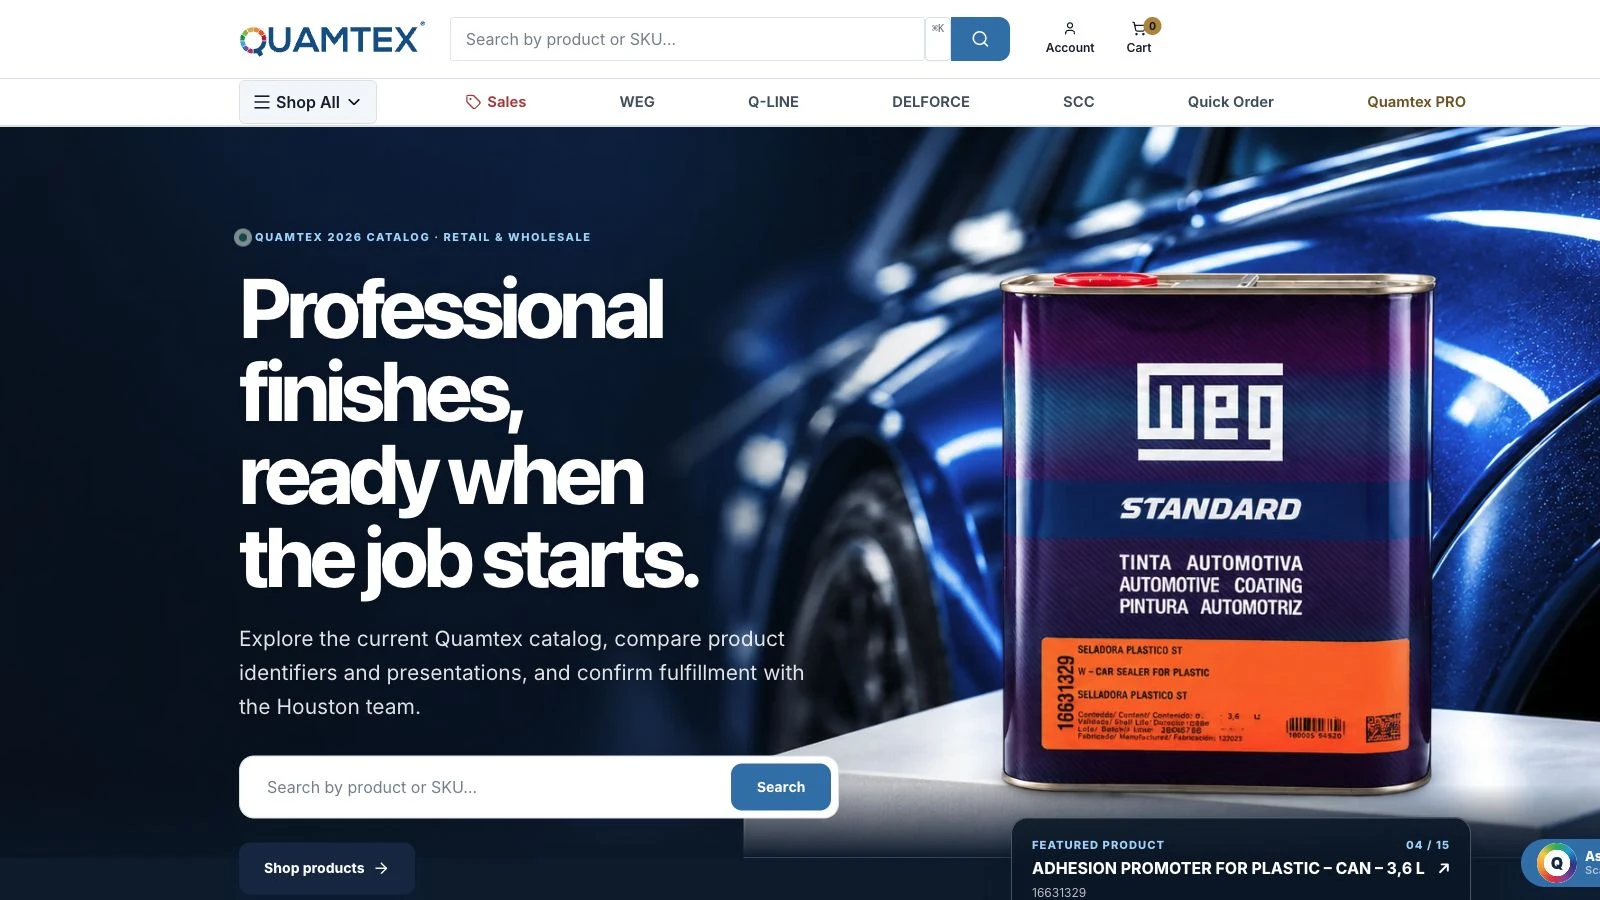 QUAMTEX
Search by product or SKU...
⌘K
Account
0
Cart
Shop All
Sales
WEG
Q-LINE
DELFORCE
SCC
Quick Order
Quamtex PRO
QUAMTEX 2026 CATALOG · RETAIL & WHOLESALE
Professional
finishes,
ready when
the job starts.
Explore the current Quamtex catalog, compare product
identifiers and presentations, and confirm fulfillment with
the Houston team.
Search by product or SKU...
Search
Shop products
weg
STANDARD
TINTA AUTOMOTIVA
AUTOMOTIVE COATING
PINTURA AUTOMOTRIZ
16631329
SELADORA PLASTICO ST
W – CAR SEALER FOR PLASTIC
SELLADORA PLASTICO ST
3,6
FEATURED PRODUCT
04 / 15
ADHESION PROMOTER FOR PLASTIC – CAN – 3,6 L
16631329
Q
As
Sca